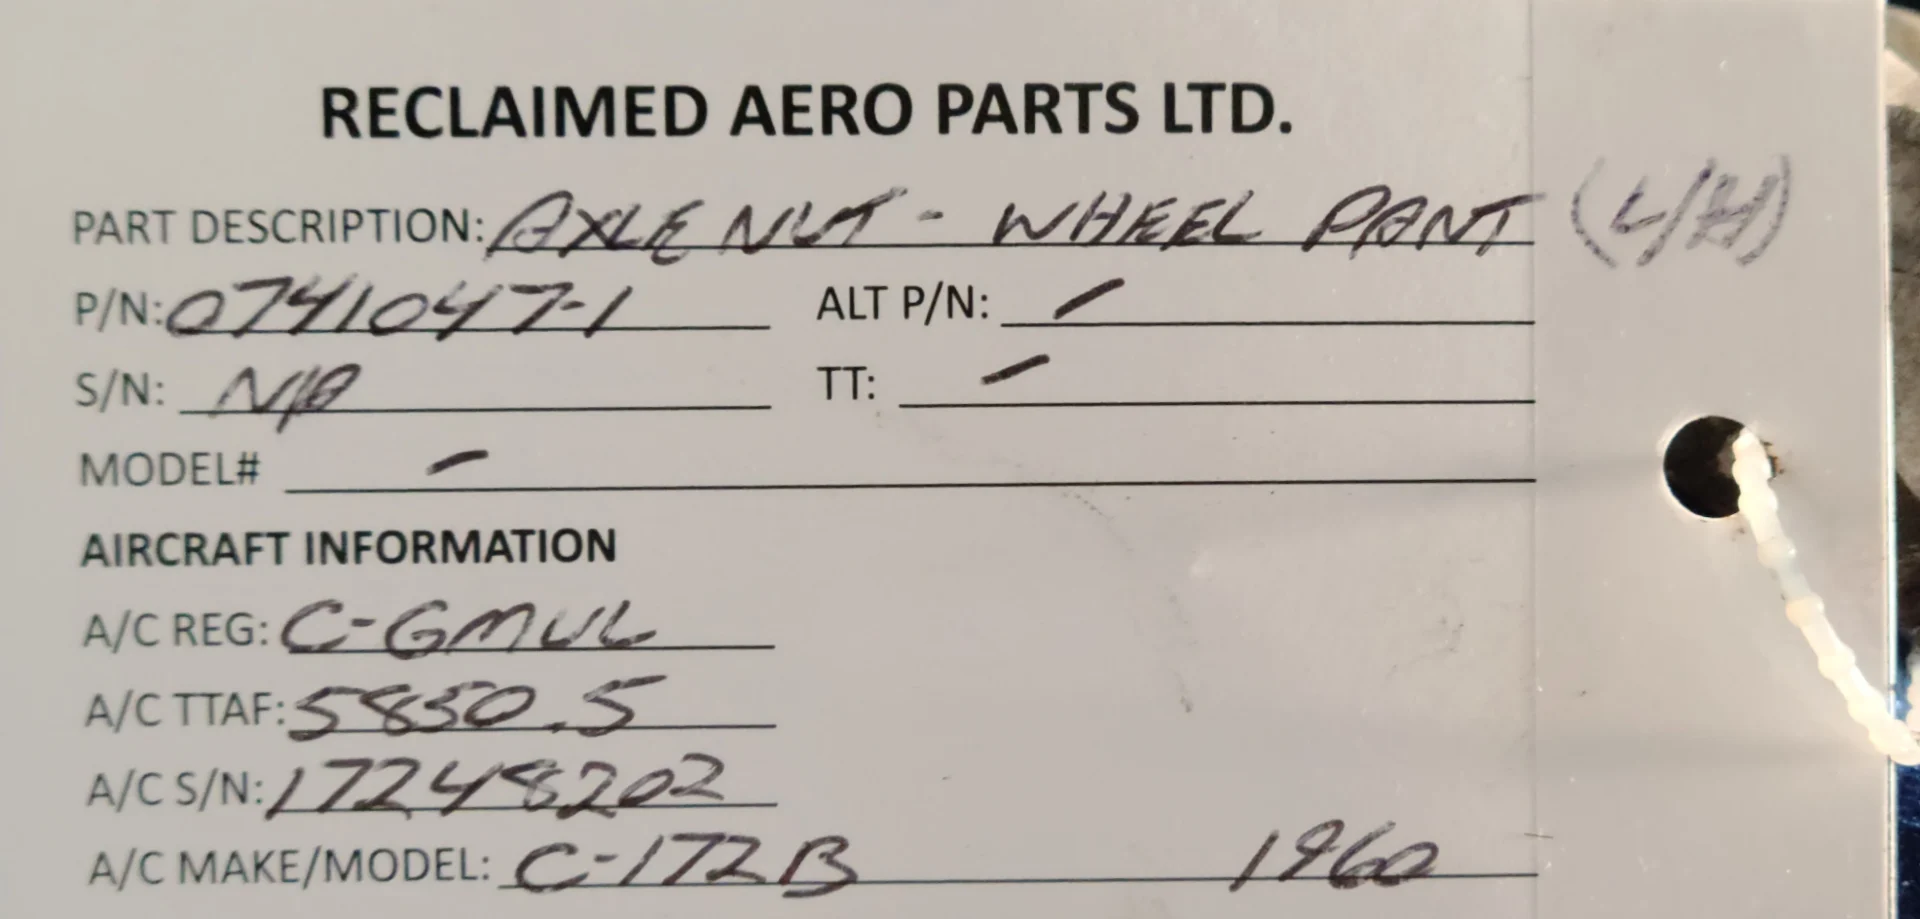 RECLAIMED AERO PARTS LTD.
PART DESCRIPTION: AXLE NUT - WHEEL PANT (L/H)
P/N: 0741047-1 ALT P/N: -
S/N: N/A TT: -
MODEL# -
AIRCRAFT INFORMATION
A/C REG: C-GMUL
A/C TTAF: 5850.5
A/C S/N: 17248202
A/C MAKE/MODEL: C-172B 1960